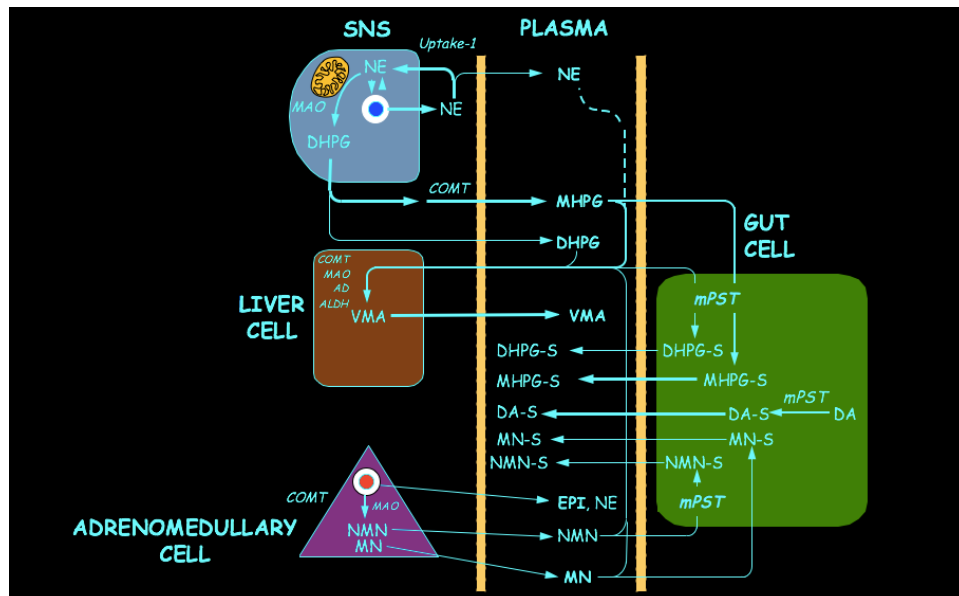 SNS
PLASMA
Uptake-1
NE
NE
NE
MAO
DHPG
COMT
MHPG
DHPG
GUT
CELL
COMT
MAO
AD
ALDH
VMA
LIVER
CELL
VMA
mPST
DHPG-S
DHPG-S
MHPG-S
MHPG-S
mPST
DA-S
DA-S
DA
MN-S
MN-S
NMN-S
NMN-S
COMT
MAO
EPI, NE
mPST
ADRENOMEDULLARY
CELL
NMN
MN
NMN
MN